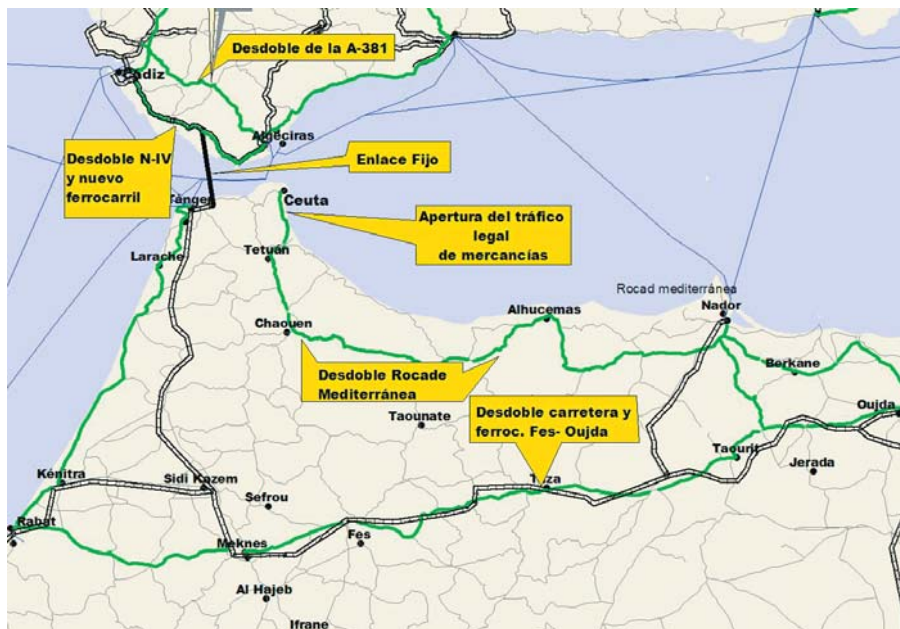 Desdoble de la A-381
Cádiz
Algeciras
Desdoble N-IV
y nuevo
ferrocarril
Enlace Fijo
Tánger
Ceuta
Apertura del tráfico
legal
de mercancías
Larache
Tetuán
Rocad mediterránea
Nador
Alhucemas
Chaouen
Berkane
Desdoble Rocade
Mediterránea
Taounate
Desdoble carretera y
ferroc. Fes- Oujda
Oujda
Taourit
Jerada
Kénitra
Sidi Kazem
Taza
Sefrou
Rabat
Meknes
Fes
Al Hajeb
Ifrane